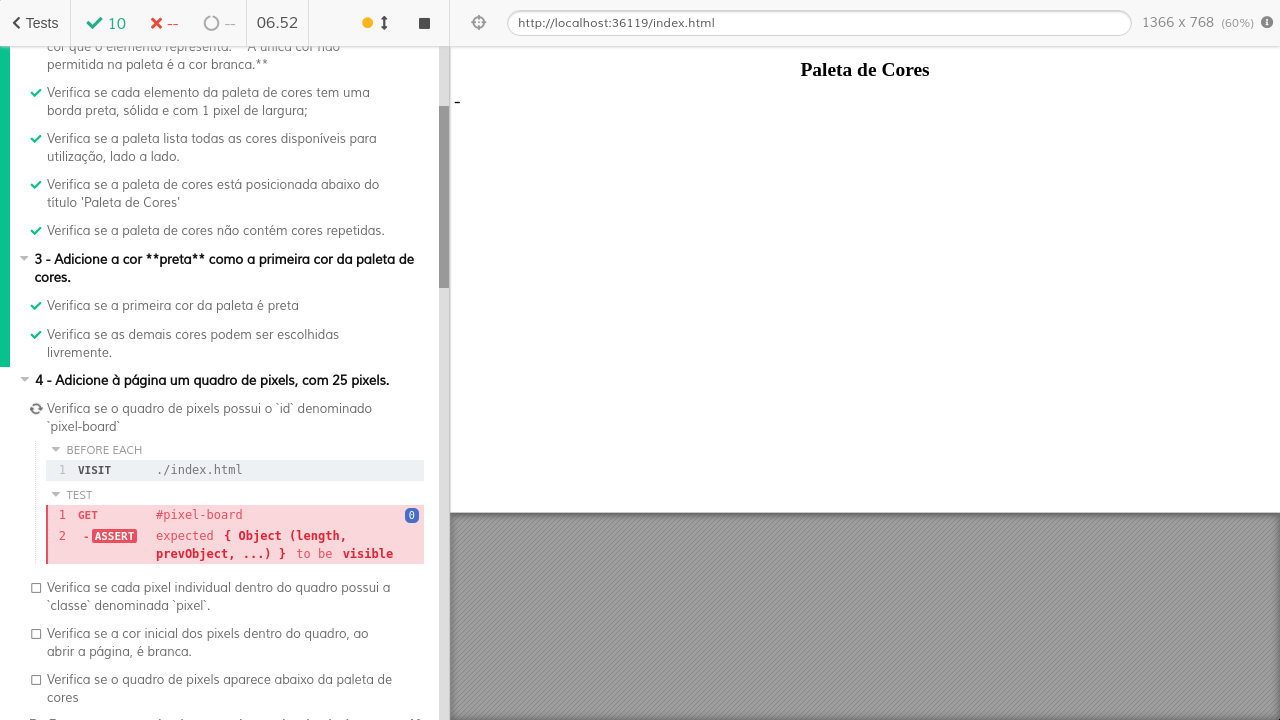 Tests
10
--
--
06.52
http://localhost:36119/index.html
1366 x 768 (60%)
cor que o elemento representa. **A única cor não
permitida na paleta é a cor branca.**
Verifica se cada elemento da paleta de cores tem uma
borda preta, sólida e com 1 pixel de largura;
Verifica se a paleta lista todas as cores disponíveis para
utilização, lado a lado.
Verifica se a paleta de cores está posicionada abaixo do
título 'Paleta de Cores'
Verifica se a paleta de cores não contém cores repetidas.
3 - Adicione a cor **preta** como a primeira cor da paleta de
cores.
Verifica se a primeira cor da paleta é preta
Verifica se as demais cores podem ser escolhidas
livremente.
4 - Adicione à página um quadro de pixels, com 25 pixels.
Verifica se o quadro de pixels possui o `id` denominado
`pixel-board`
BEFORE EACH
1 VISIT ./index.html
TEST
1 GET #pixel-board 0
2 -ASSERT expected { Object (length,
prevObject, ...) } to be visible
Verifica se cada pixel individual dentro do quadro possui a
`classe` denominada `pixel`.
Verifica se a cor inicial dos pixels dentro do quadro, ao
abrir a página, é branca.
Verifica se o quadro de pixels aparece abaixo da paleta de
cores
Paleta de Cores
-